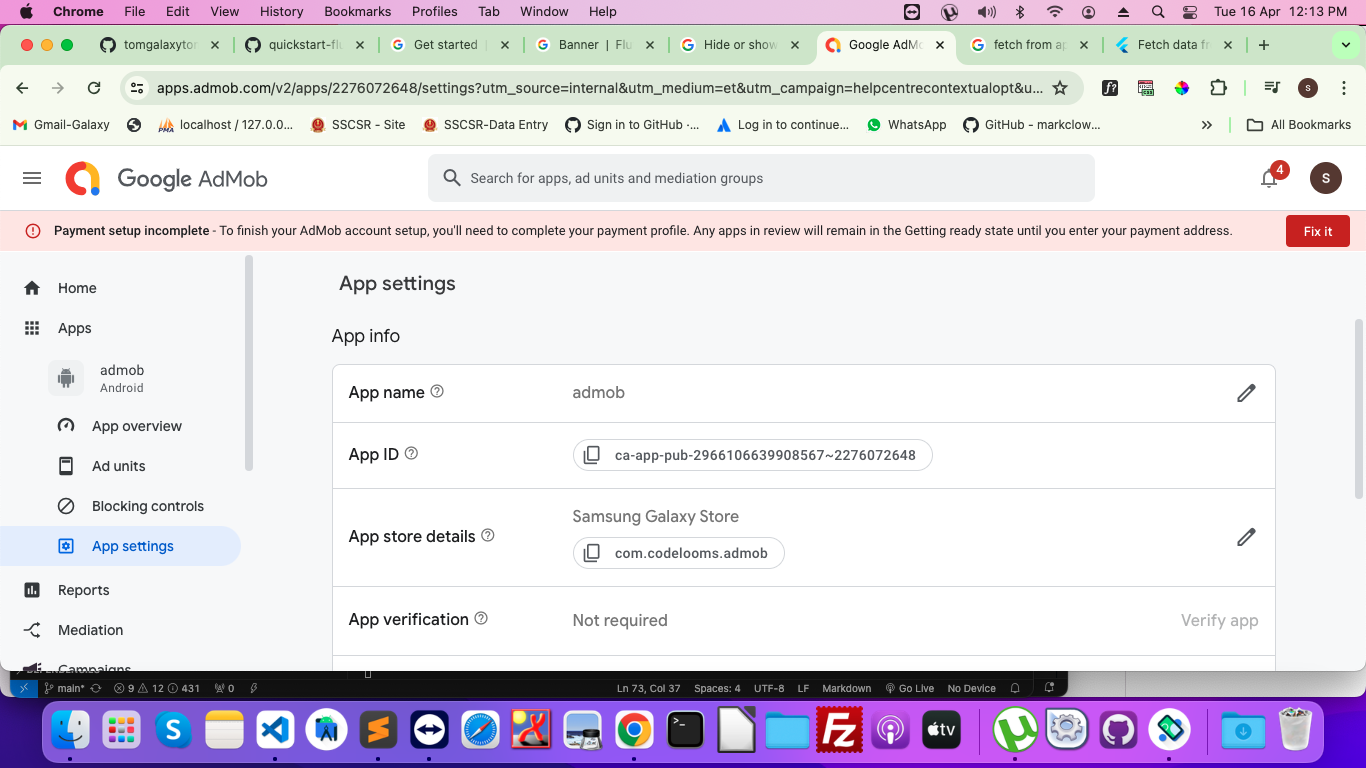 Chrome File Edit View History Bookmarks Profiles Tab Window Help Tue 16 Apr 12:13 PM
tomgalaxytor quickstart-flu Get started Banner | Flu Hide or show Google AdMo fetch from ap Fetch data fr
apps.admob.com/v2/apps/2276072648/settings?utm_source=internal&utm_medium=et&utm_campaign=helpcentrecontextualopt&u... s
Gmail-Galaxy localhost / 127.0.0... SSCSR - Site SSCSR-Data Entry Sign in to GitHub ·... Log in to continue... WhatsApp GitHub - markclow... » All Bookmarks
Google AdMob
Search for apps, ad units and mediation groups
4
S
Payment setup incomplete - To finish your AdMob account setup, you'll need to complete your payment profile. Any apps in review will remain in the Getting ready state until you enter your payment address.
Fix it
Home
Apps
admob
Android
App overview
Ad units
Blocking controls
App settings
Reports
Mediation
Campaigns
App settings
App info
App name admob
App ID ca-app-pub-2966106639908567~2276072648
App store details Samsung Galaxy Store
com.codelooms.admob
App verification Not required Verify app
main* 9 12 431 0 Ln 73, Col 37 Spaces: 4 UTF-8 LF Markdown Go Live No Device
tv